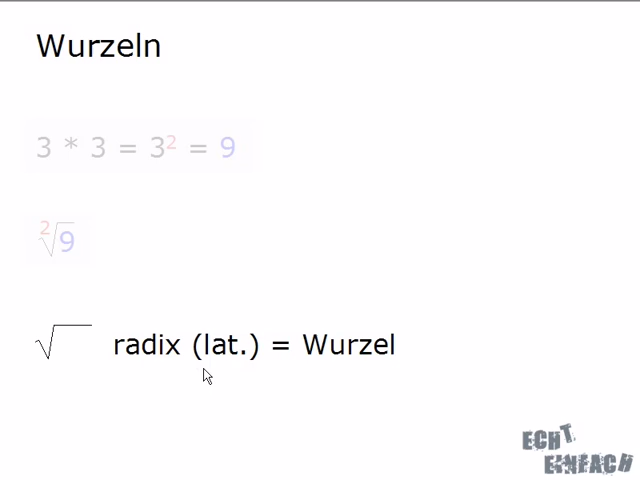 Wurzeln
3 * 3 = 3² = 9
²√9
√ radix (lat.) = Wurzel
ECHT
EINFACH